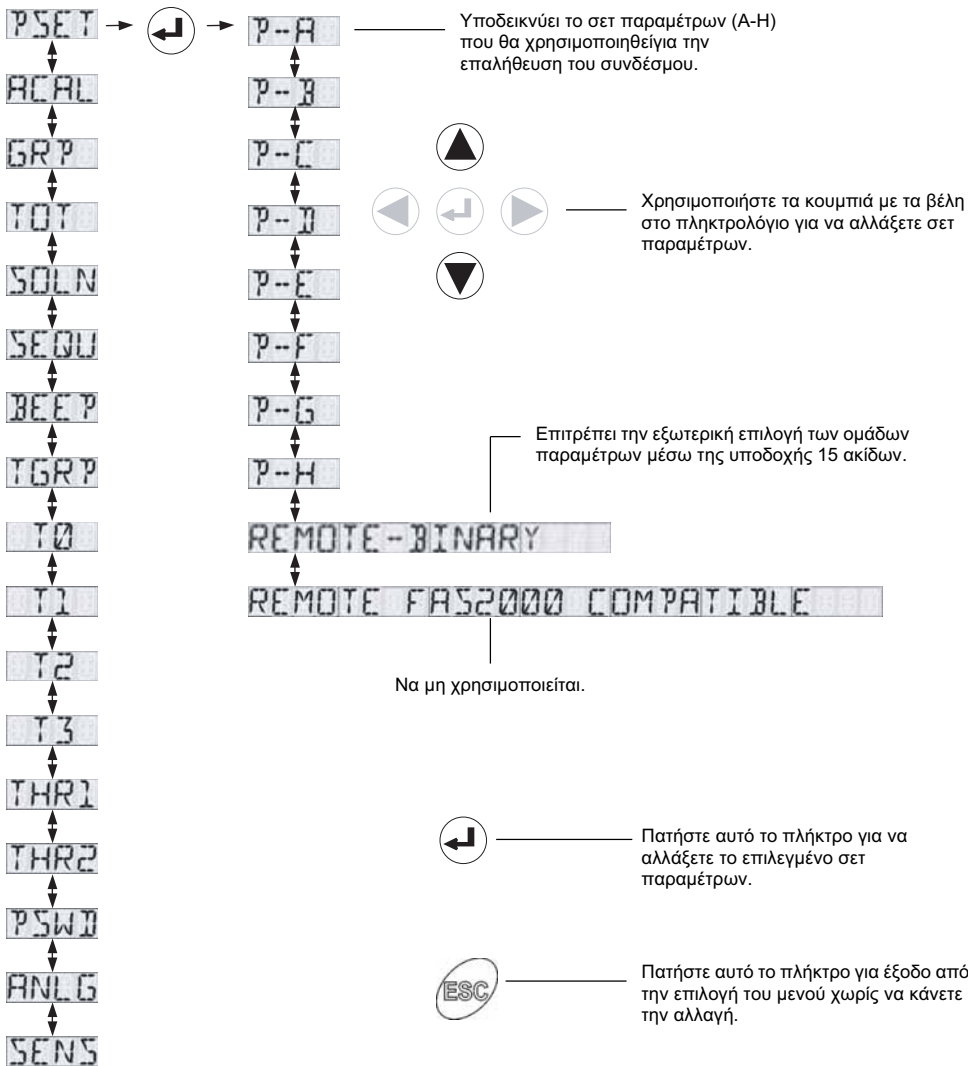 PSET
P-A
Υποδεικνύει το σετ παραμέτρων (A-H)
που θα χρησιμοποιηθείγια την
επαλήθευση του συνδέσμου.
ACAL
P-B
GRP
P-C
TOT
P-D
Χρησιμοποιήστε τα κουμπιά με τα βέλη
στο πληκτρολόγιο για να αλλάξετε σετ
παραμέτρων.
SOLN
P-E
SEQU
P-F
BEEP
P-G
TGRP
P-H
Επιτρέπει την εξωτερική επιλογή των ομάδων
παραμέτρων μέσω της υποδοχής 15 ακίδων.
T0
REMOTE-BINARY
T1
REMOTE FAS2000 COMPATIBLE
T2
Να μη χρησιμοποιείται.
T3
THR1
THR2
Πατήστε αυτό το πλήκτρο για να
αλλάξετε το επιλεγμένο σετ
παραμέτρων.
PSWD
ANLG
ESC
Πατήστε αυτό το πλήκτρο για έξοδο από
την επιλογή του μενού χωρίς να κάνετε
την αλλαγή.
SENS